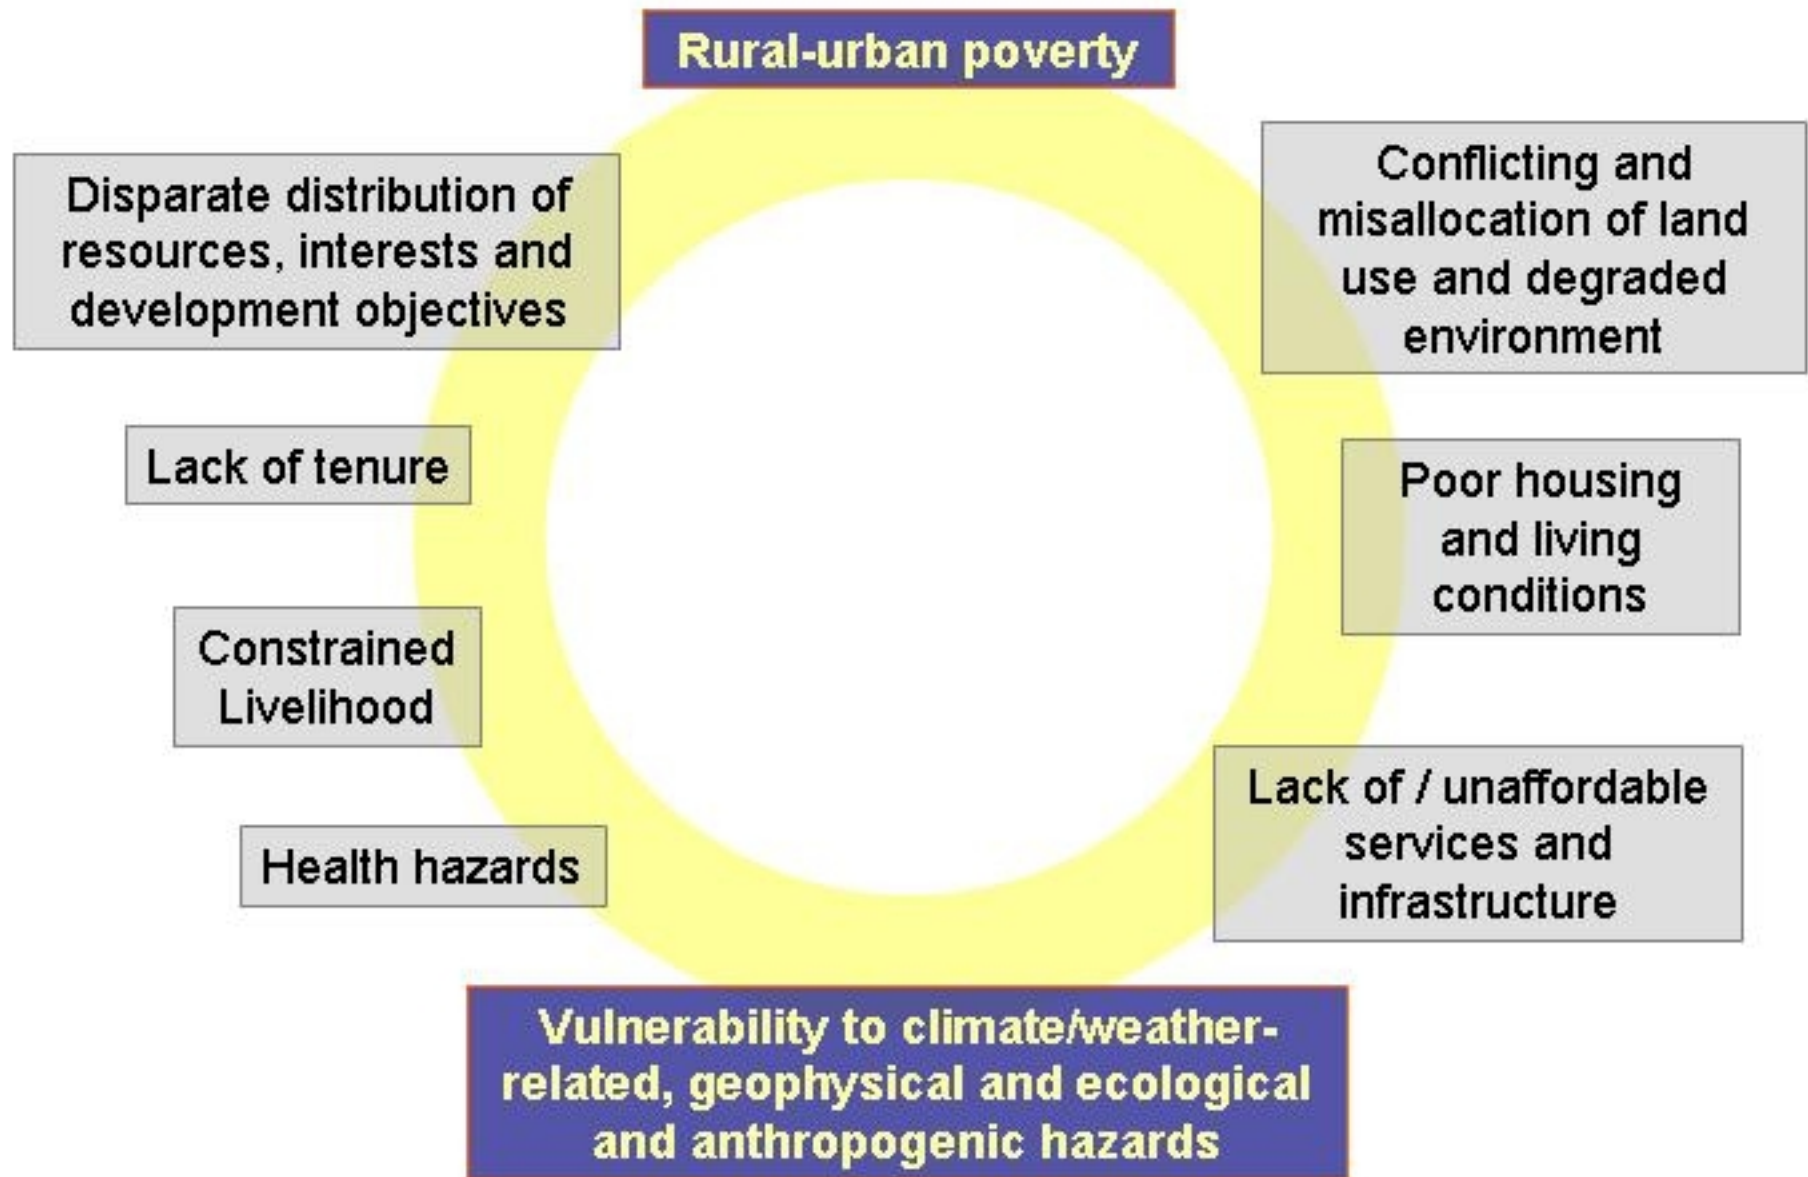 Rural-urban poverty
Disparate distribution of
resources, interests and
development objectives
Conflicting and
misallocation of land
use and degraded
environment
Lack of tenure
Poor housing
and living
conditions
Constrained
Livelihood
Lack of / unaffordable
services and
infrastructure
Health hazards
Vulnerability to climate/weather-
related, geophysical and ecological
and anthropogenic hazards